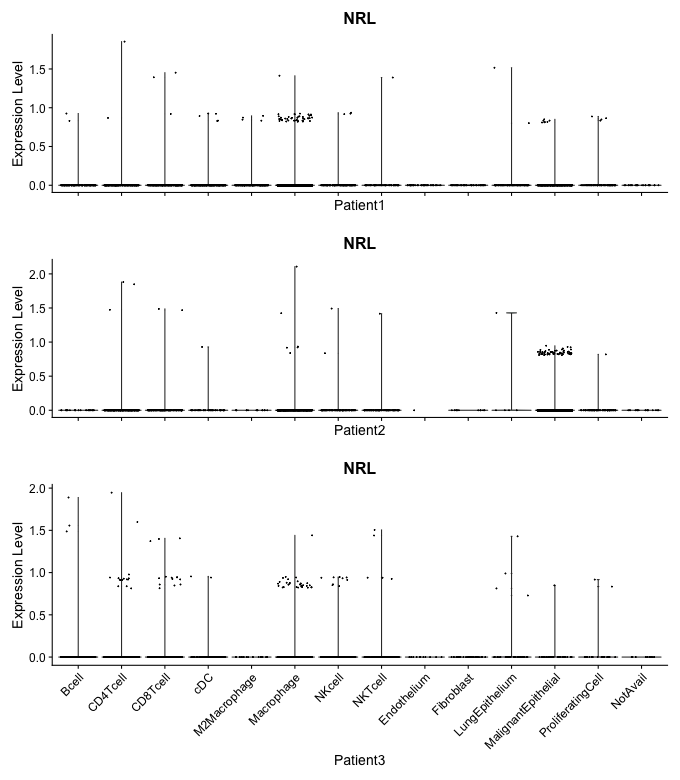 NRL
Expression Level
1.5
1.0
0.5
0.0
Patient1
NRL
Expression Level
2.0
1.5
1.0
0.5
0.0
Patient2
NRL
Expression Level
2.0
1.5
1.0
0.5
0.0
Bcell
CD4Tcell
CD8Tcell
cDC
M2Macrophage
Macrophage
NKcell
NKTcell
Endothelium
Fibroblast
LungEpithelium
MalignantEpithelial
ProliferatingCell
NotAvail
Patient3